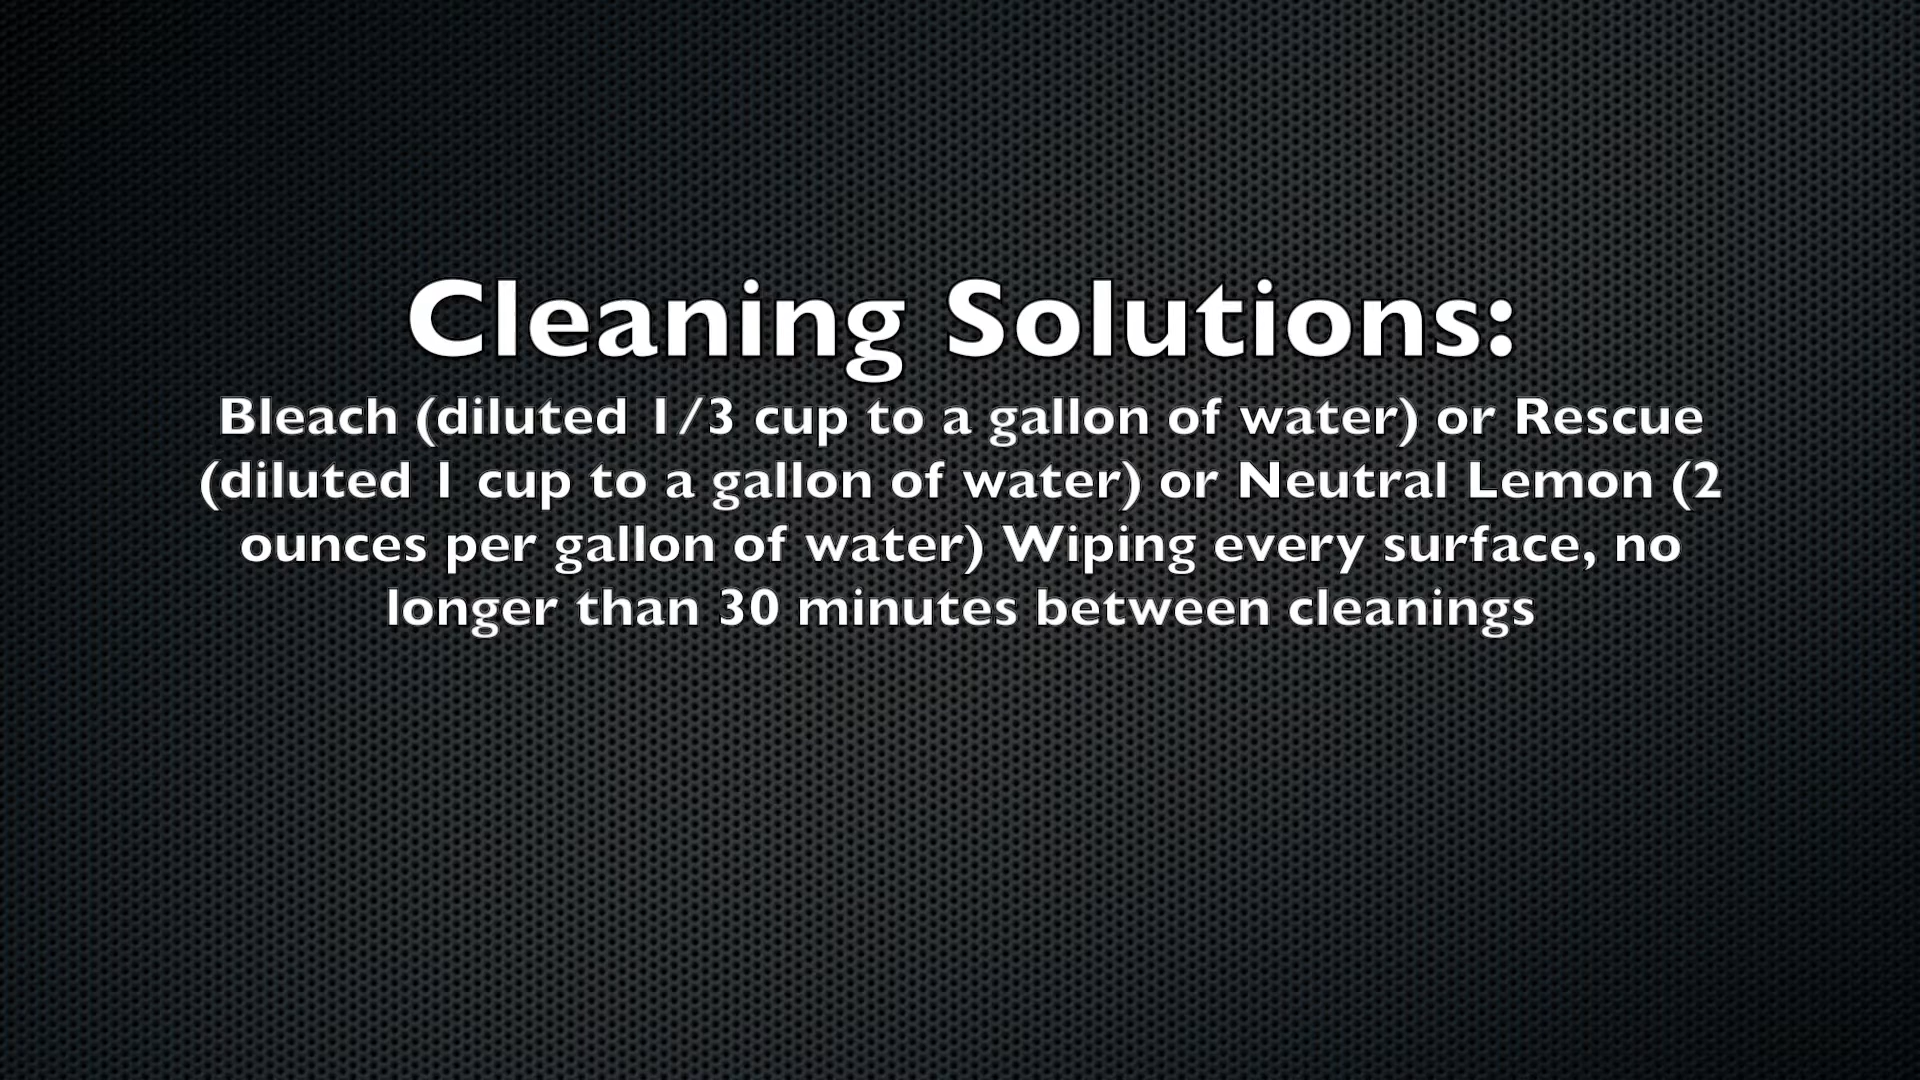 Cleaning Solutions:
Bleach (diluted 1/3 cup to a gallon of water) or Rescue
(diluted 1 cup to a gallon of water) or Neutral Lemon (2
ounces per gallon of water) Wiping every surface, no
longer than 30 minutes between cleanings